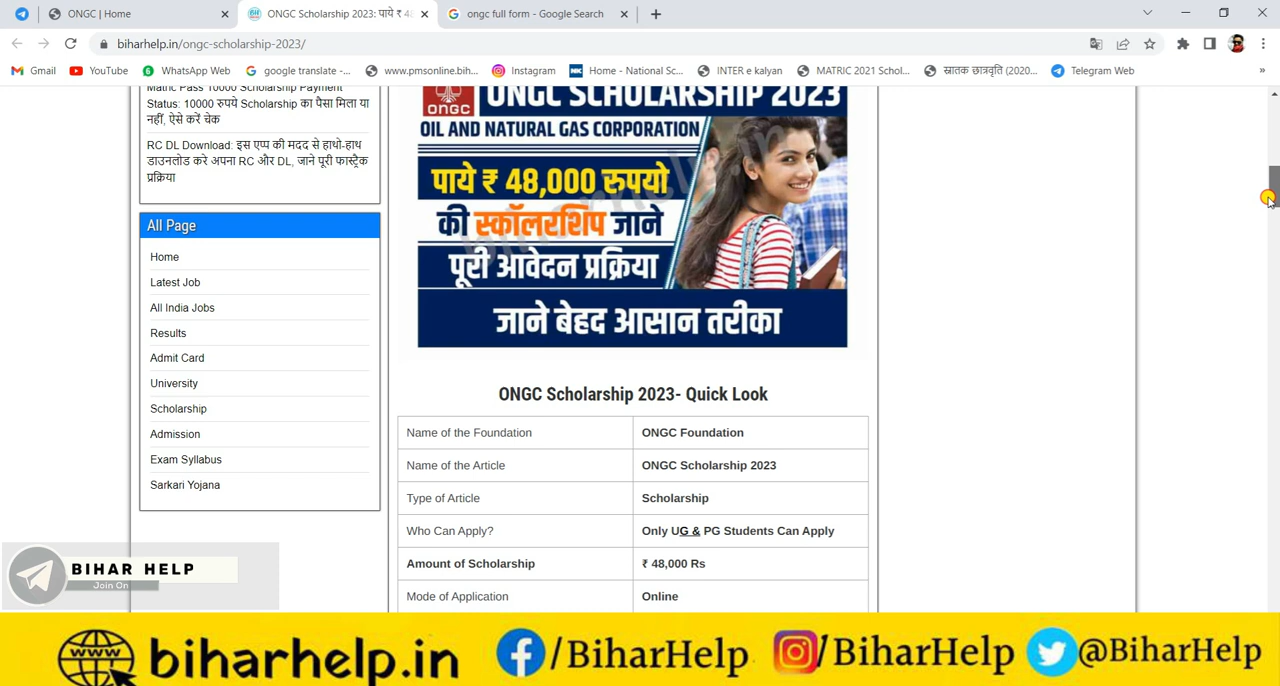 ONGC | Home
ONGC Scholarship 2023: पाये ₹ 48
ongc full form - Google Search
biharhelp.in/ongc-scholarship-2023/
Gmail
YouTube
WhatsApp Web
google translate -...
www.pmsonline.bih...
Instagram
Home - National Sc...
INTER e kalyan
MATRIC 2021 Schol...
स्नातक छात्रवृति (2020...
Telegram Web
»
Matric Pass 10000 Scholarship Payment
Status: 10000 रुपये Scholarship का पैसा मिला या
नहीं, ऐसे करें चेक
RC DL Download: इस एप्प की मदद से हाथो-हाथ
डाउनलोड करे अपना RC और DL, जाने पूरी फास्ट्रैक
प्रक्रिया
All Page
Home
Latest Job
All India Jobs
Results
Admit Card
University
Scholarship
Admission
Exam Syllabus
Sarkari Yojana
ongc
ONGC SCHOLARSHIP 2023
OIL AND NATURAL GAS CORPORATION
पाये ₹ 48,000 रुपयो
की स्कॉलरशिप जाने
पूरी आवेदन प्रक्रिया
जाने बेहद आसान तरीका
biharhelp.in
ONGC Scholarship 2023- Quick Look
Name of the Foundation ONGC Foundation
Name of the Article ONGC Scholarship 2023
Type of Article Scholarship
Who Can Apply? Only UG & PG Students Can Apply
Amount of Scholarship ₹ 48,000 Rs
Mode of Application Online
BIHAR HELP
Join On
www
biharhelp.in
/BiharHelp
/BiharHelp
@BiharHelp